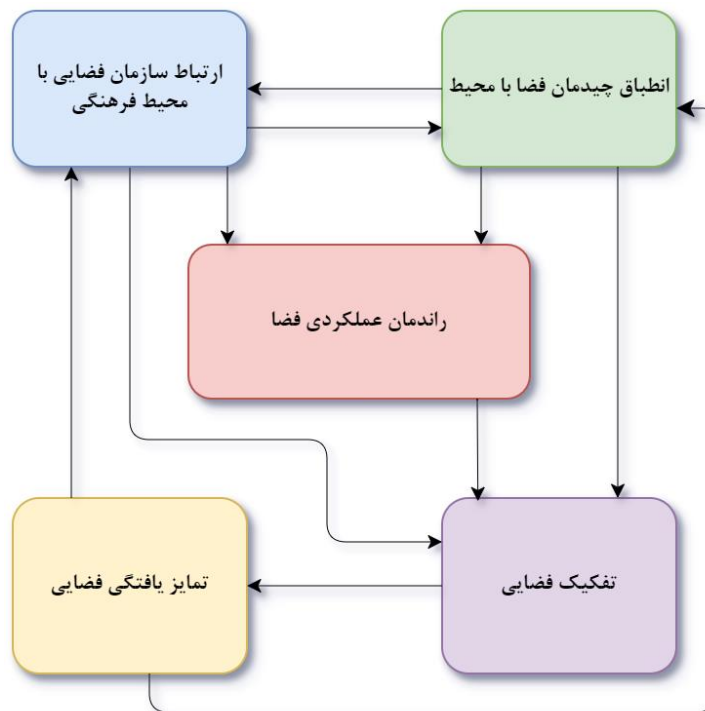 انطباق چیدمان فضا با محیط
ارتباط سازمان فضایی با
محیط فرهنگی
راندمان عملکردی فضا
تفکیک فضایی
تمایز یافتگی فضایی